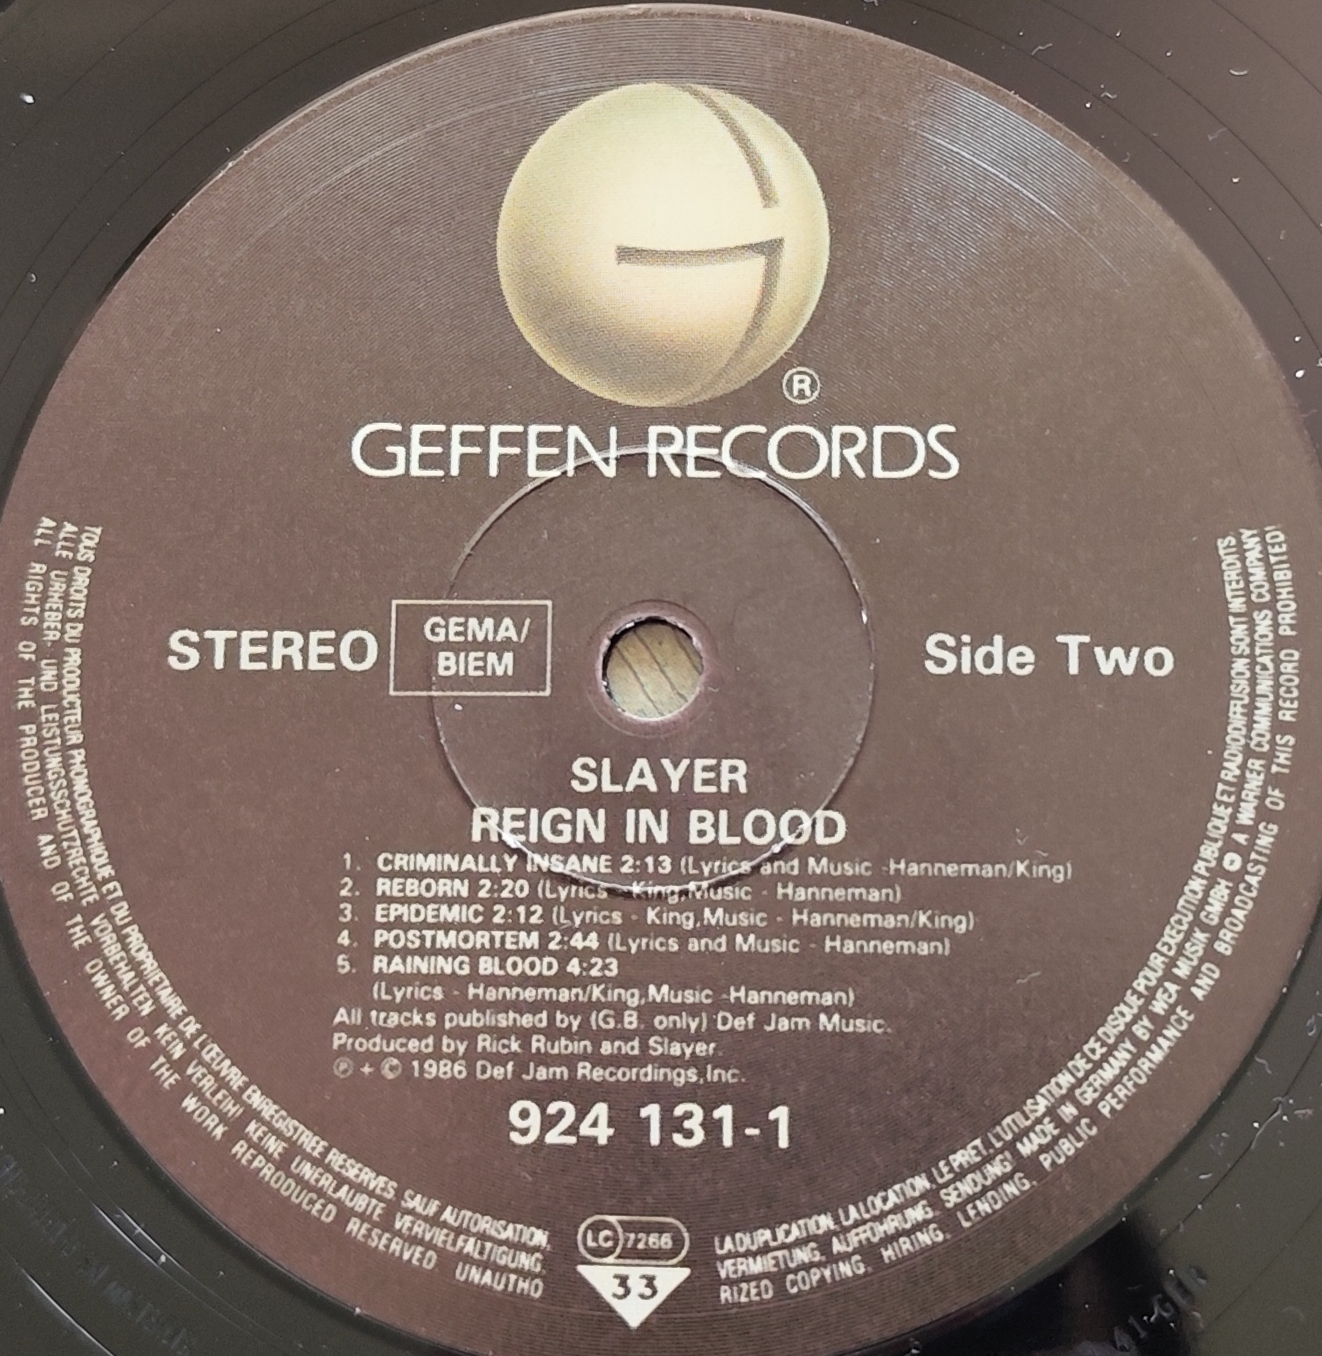 ®
GEFFEN RECORDS
STEREO
GEMA/
BIEM
Side Two
SLAYER
REIGN IN BLOOD
1. CRIMINALLY INSANE 2:13 (Lyrics and Music -Hanneman/King)
2. REBORN 2:20 (Lyrics - King,Music - Hanneman)
3. EPIDEMIC 2:12 (Lyrics - King,Music - Hanneman/King)
4. POSTMORTEM 2:44 (Lyrics and Music - Hanneman)
5. RAINING BLOOD 4:23
(Lyrics - Hanneman/King,Music -Hanneman)
All tracks published by (G.B. only) Def Jam Music.
Produced by Rick Rubin and Slayer.
℗ + © 1986 Def Jam Recordings,Inc.
924 131-1
LC 7266
33
TOUS DROITS DU PRODUCTEUR PHONOGRAPHIQUE ET DU PROPRIETAIRE DE L'ŒUVRE ENREGISTREE RESERVES. SAUF AUTORISATION, LA DUPLICATION, LA LOCATION, LE PRET, L'UTILISATION DE CE DISQUE POUR EXECUTION PUBLIQUE ET RADIODIFFUSION SONT INTERDITS.
ALLE URHEBER- UND LEISTUNGSSCHUTZRECHTE VORBEHALTEN. KEIN VERLEIH! KEINE UNERLAUBTE VERVIELFÄLTIGUNG, VERMIETUNG, AUFFÜHRUNG, SENDUNG! MADE IN GERMANY BY WEA MUSIK GMBH A WARNER COMMUNICATIONS COMPANY
ALL RIGHTS OF THE PRODUCER AND OF THE OWNER OF THE WORK REPRODUCED RESERVED UNAUTHORIZED COPYING, HIRING, LENDING, PUBLIC PERFORMANCE AND BROADCASTING OF THIS RECORD PROHIBITED!